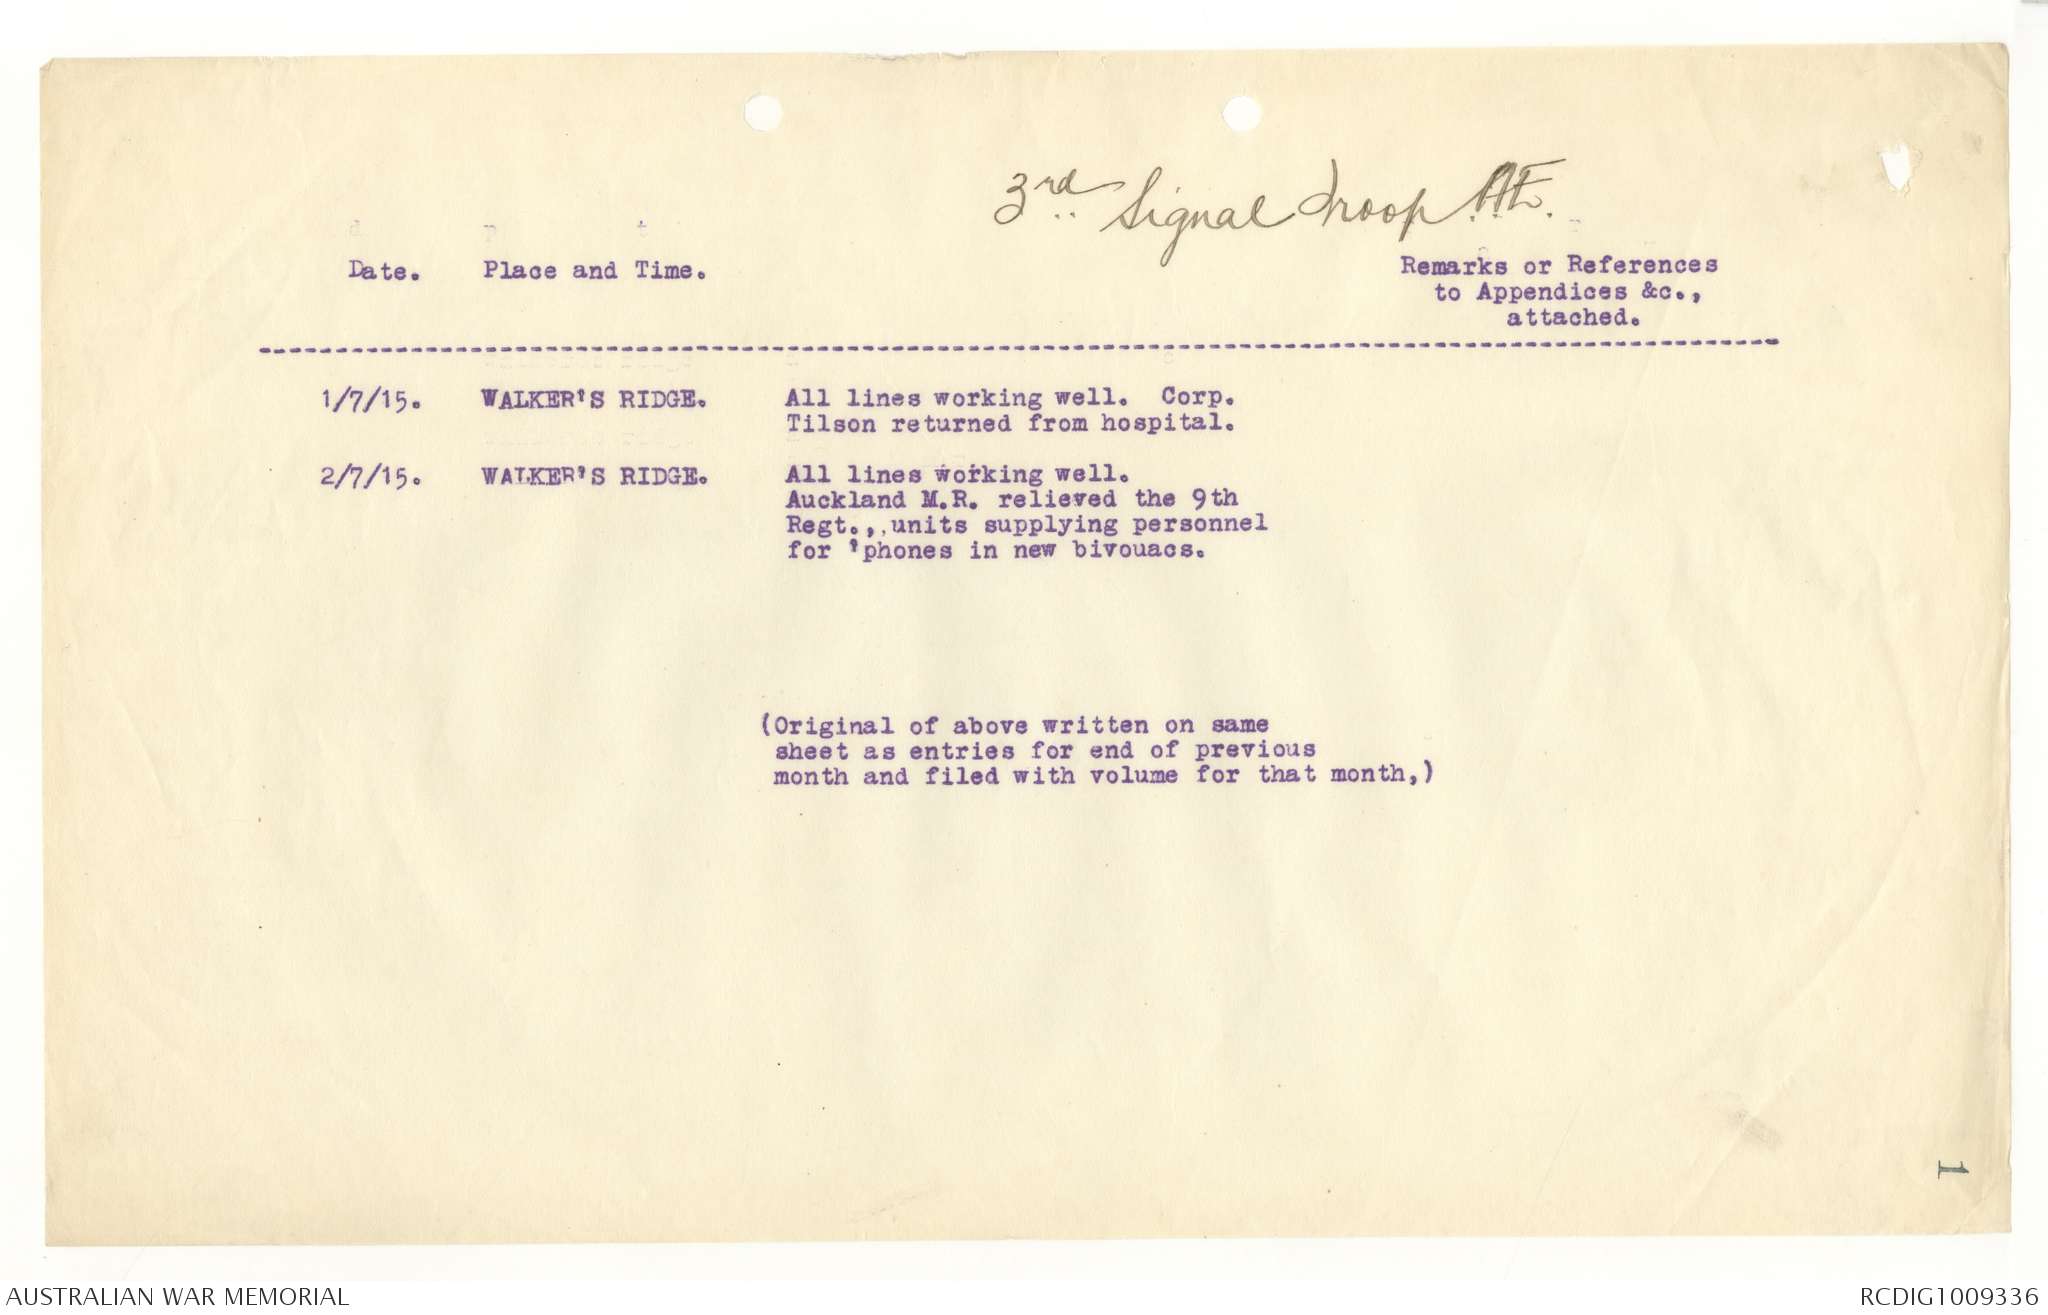 3rd Signal Troop
Date. Place and Time. Remarks or References
to Appendices &c.,
attached.
1/7/15. WALKER'S RIDGE. All lines working well. Corp.
Tilson returned from hospital.
2/7/15. WALKER'S RIDGE. All lines working well.
Auckland M.R. relieved the 9th
Regt., units supplying personnel
for 'phones in new bivouacs.
(Original of above written on same
sheet as entries for end of previous
month and filed with volume for that month,)
1
AUSTRALIAN WAR MEMORIAL RCDIG1009336